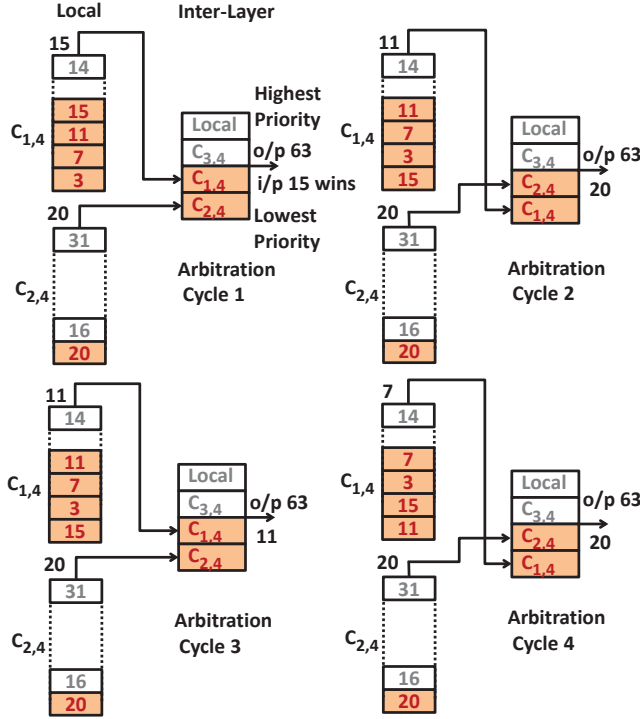 Local
Inter-Layer
15
14
C1,4
15
11
7
3
Local
C3,4
C1,4
C2,4
Highest
Priority
o/p 63
i/p 15 wins
Lowest
Priority
20
31
C2,4
16
20
Arbitration
Cycle 1
11
14
C1,4
11
7
3
15
Local
C3,4
C2,4
C1,4
o/p 63
20
20
31
C2,4
16
20
Arbitration
Cycle 2
11
14
C1,4
11
7
3
15
Local
C3,4
C1,4
C2,4
o/p 63
11
20
31
C2,4
16
20
Arbitration
Cycle 3
7
14
C1,4
7
3
15
11
Local
C3,4
C2,4
C1,4
o/p 63
20
20
31
C2,4
16
20
Arbitration
Cycle 4